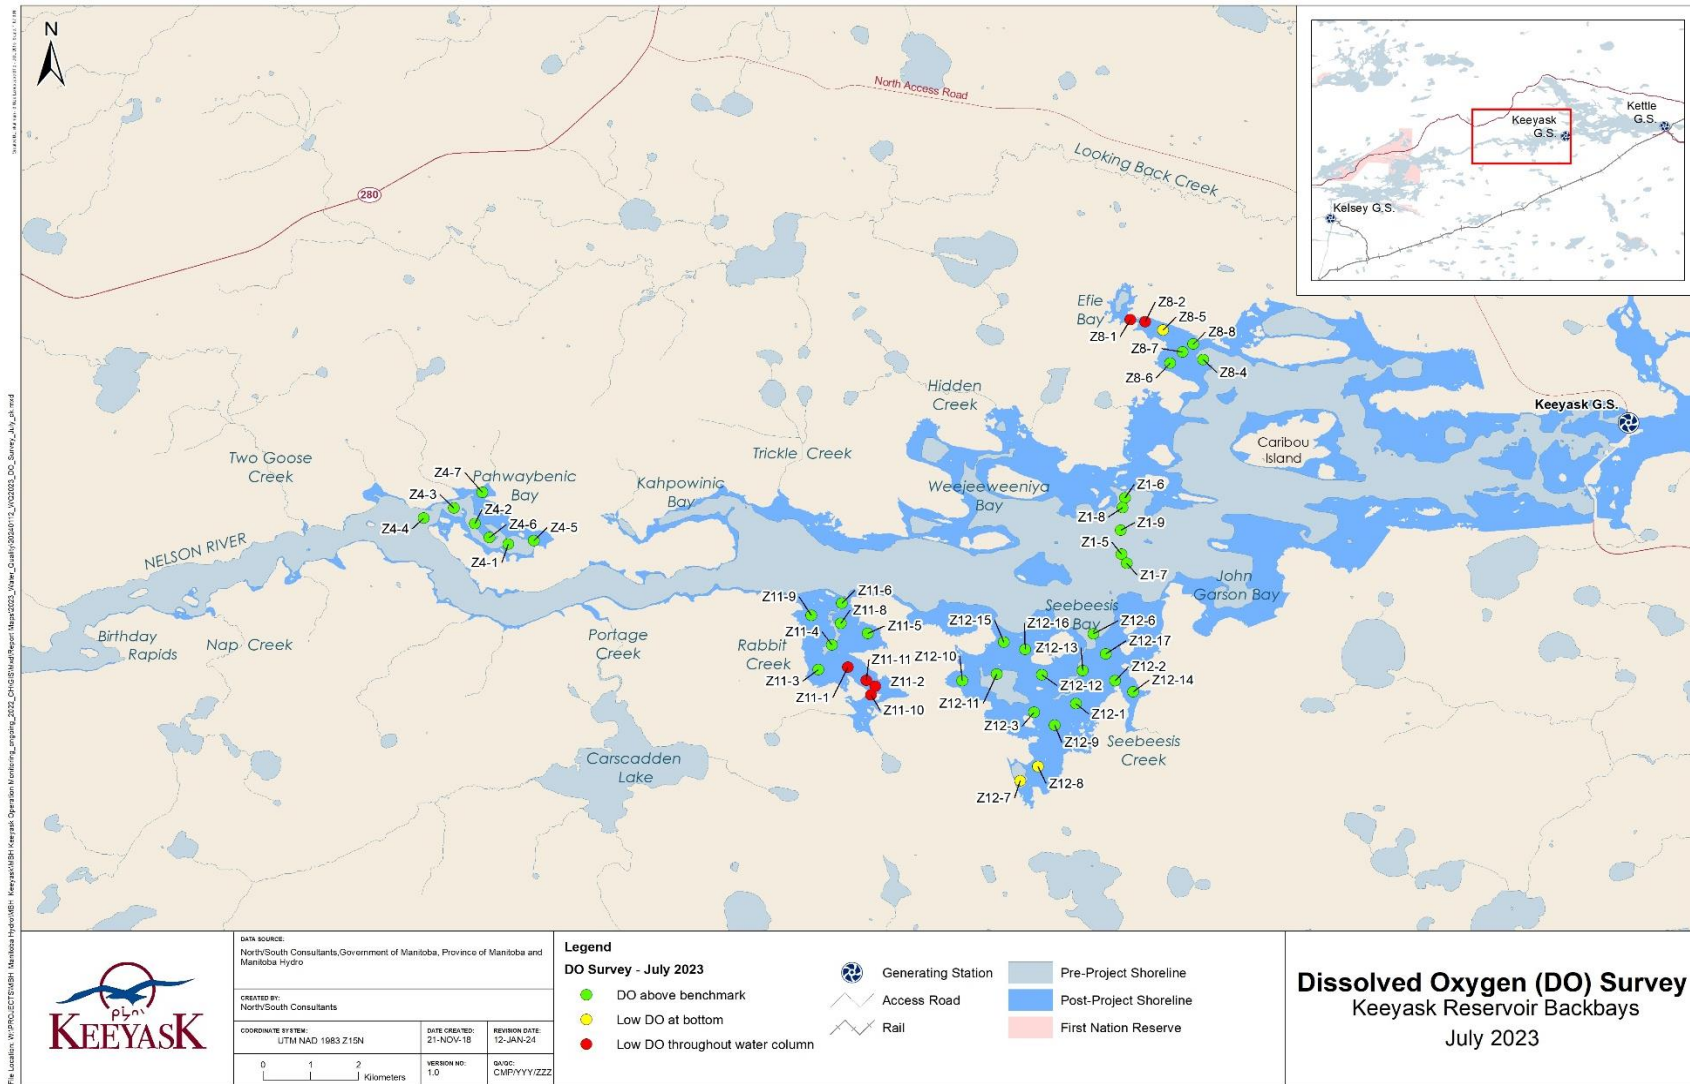 N
North Access Road
280
Looking Back Creek
Keeyask
G.S.
Kettle
G.S.
Kelsey G.S.
Efie
Bay
Z8-2
Z8-5
Z8-8
Z8-1
Z8-7
Z8-6
Z8-4
Keeyask G.S.
Hidden
Creek
Caribou
Island
Two Goose
Creek
Z4-7
Pahwaybenic
Bay
Z4-3
Z4-2
Z4-6
Z4-5
Z4-4
Z4-1
Kahpowinic
Bay
Trickle Creek
Weejeeweeniya
Bay
Z1-6
Z1-8
Z1-9
Z1-5
Z1-7
NELSON RIVER
John
Garson Bay
Birthday
Rapids
Nap Creek
Portage
Creek
Rabbit
Creek
Z11-9
Z11-6
Z11-8
Z11-4
Z11-5
Z11-3
Z11-11
Z11-2
Z11-1
Z11-10
Seebeesis
Bay
Z12-15
Z12-16
Z12-6
Z12-13
Z12-17
Z12-10
Z12-2
Z12-12
Z12-14
Z12-11
Z12-1
Z12-3
Z12-9
Seebeesis
Creek
Z12-8
Z12-7
Carscadden
Lake
KEEYASK
DATA SOURCE:
North/South Consultants,Government of Manitoba, Province of Manitoba and
Manitoba Hydro
CREATED BY:
North/South Consultants
COORDINATE SYSTEM:
UTM NAD 1983 Z15N
DATE CREATED:
21-NOV-18
REVISION DATE:
12-JAN-24
0 1 2
Kilometers
VERSION NO:
1.0
QA/QC:
CMP/YYY/ZZZ
Legend
DO Survey - July 2023
DO above benchmark
Low DO at bottom
Low DO throughout water column
Generating Station
Access Road
Rail
Pre-Project Shoreline
Post-Project Shoreline
First Nation Reserve
Dissolved Oxygen (DO) Survey
Keeyask Reservoir Backbays
July 2023